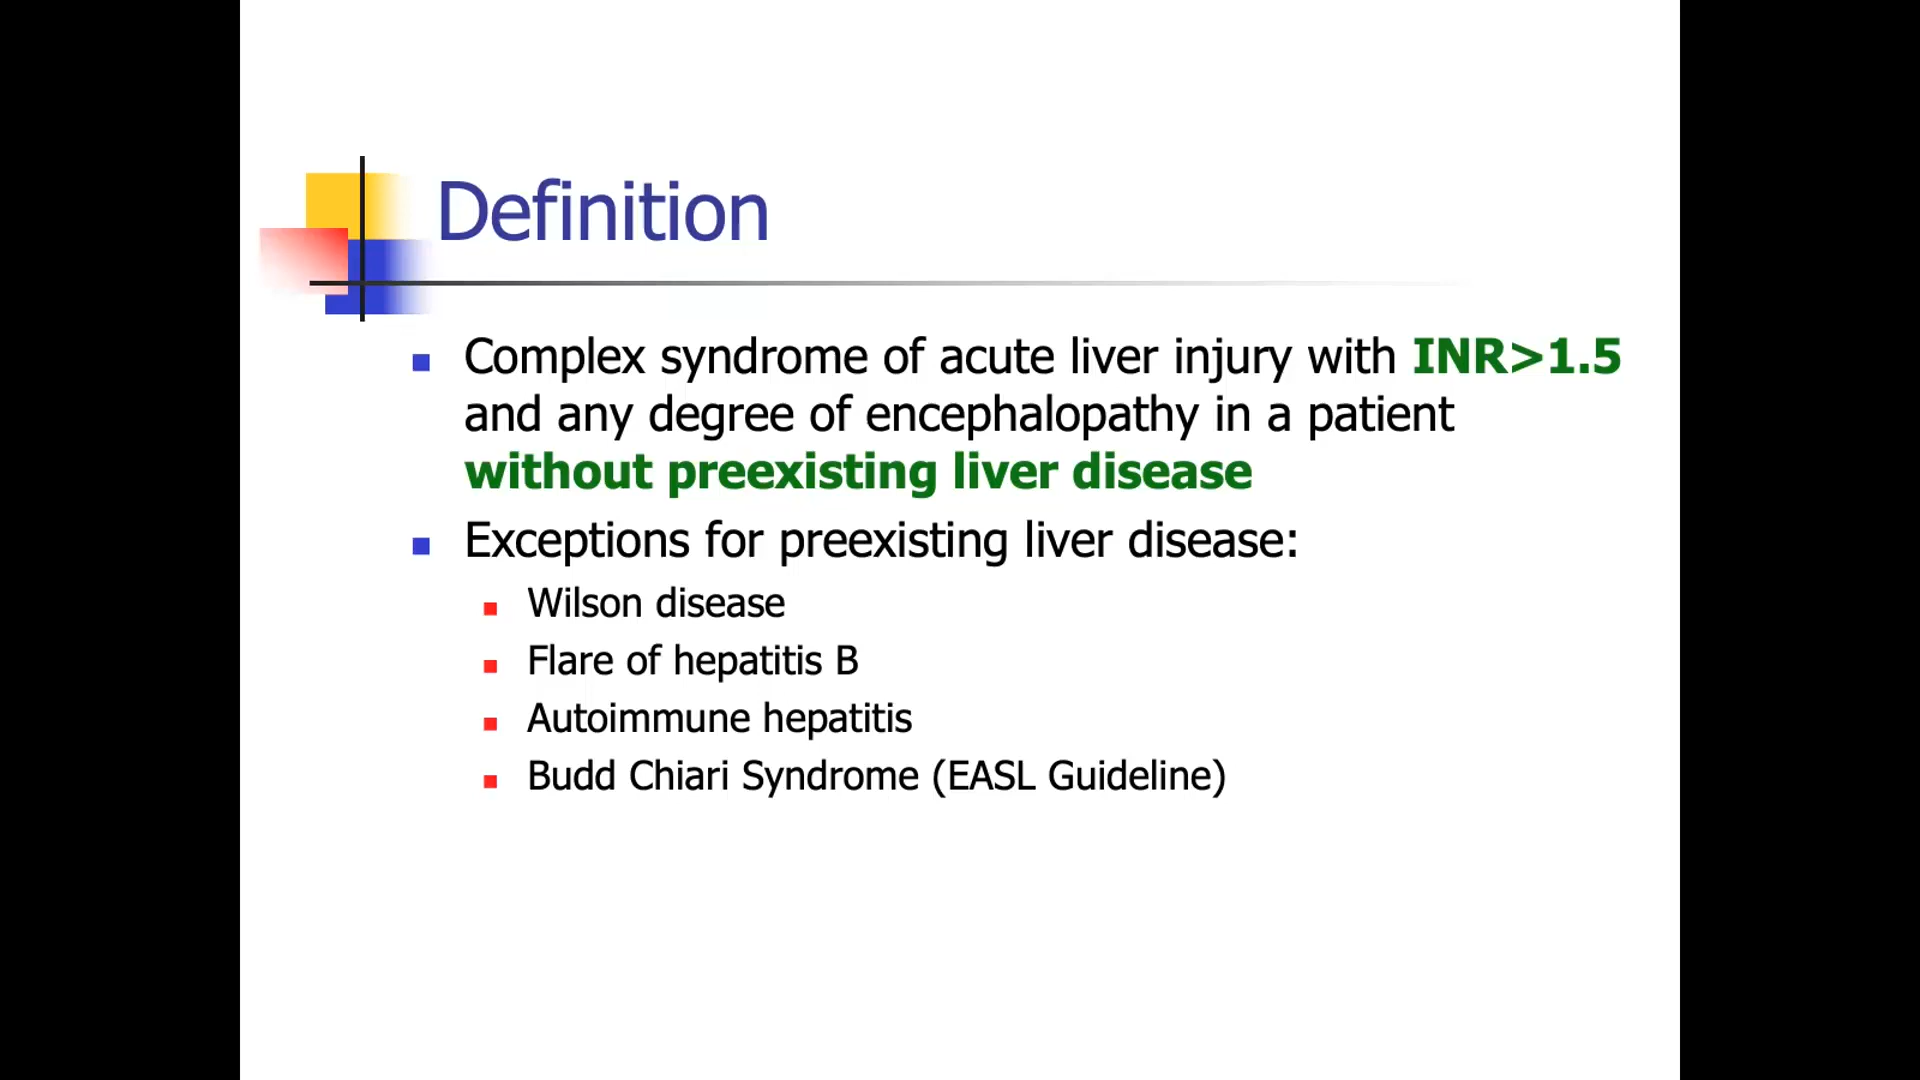 Definition
Complex syndrome of acute liver injury with INR>1.5
and any degree of encephalopathy in a patient
without preexisting liver disease
Exceptions for preexisting liver disease:
Wilson disease
Flare of hepatitis B
Autoimmune hepatitis
Budd Chiari Syndrome (EASL Guideline)